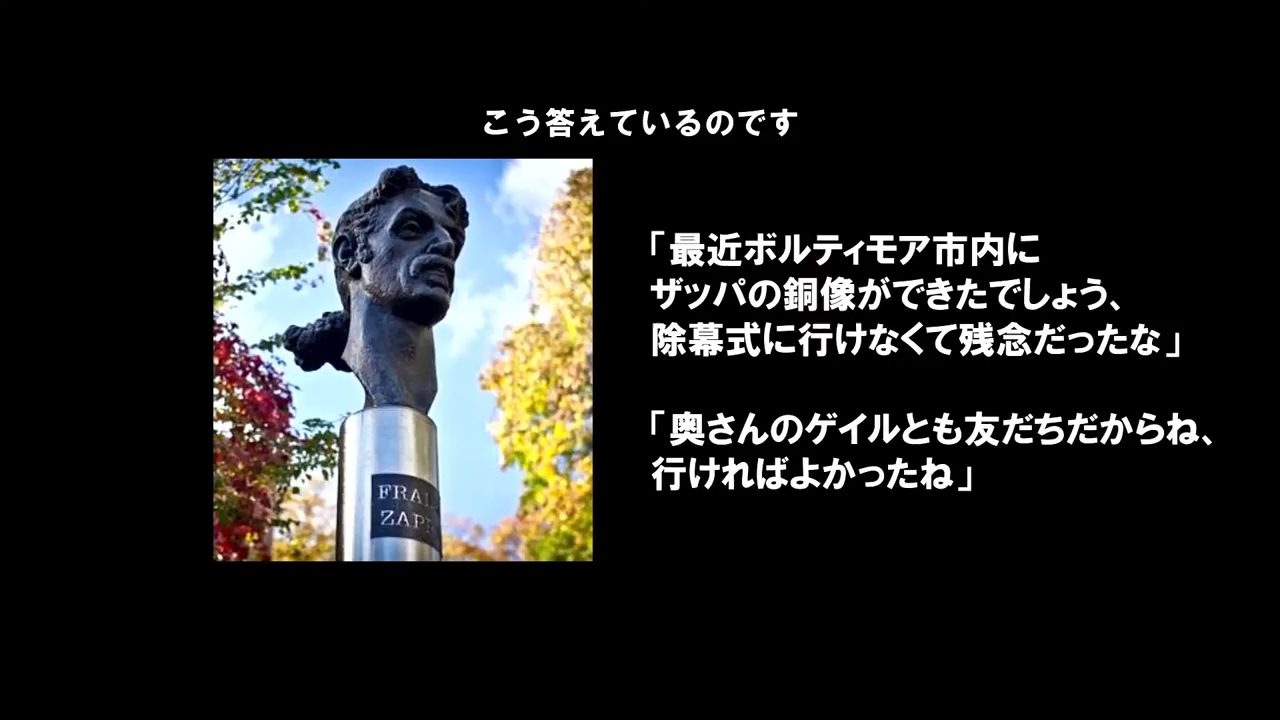 こう答えているのです
「最近ボルティモア市内に
ザッパの銅像ができたでしょう、
除幕式に行けなくて残念だったな」
「奥さんのゲイルとも友だちだからね、
行ければよかったね」